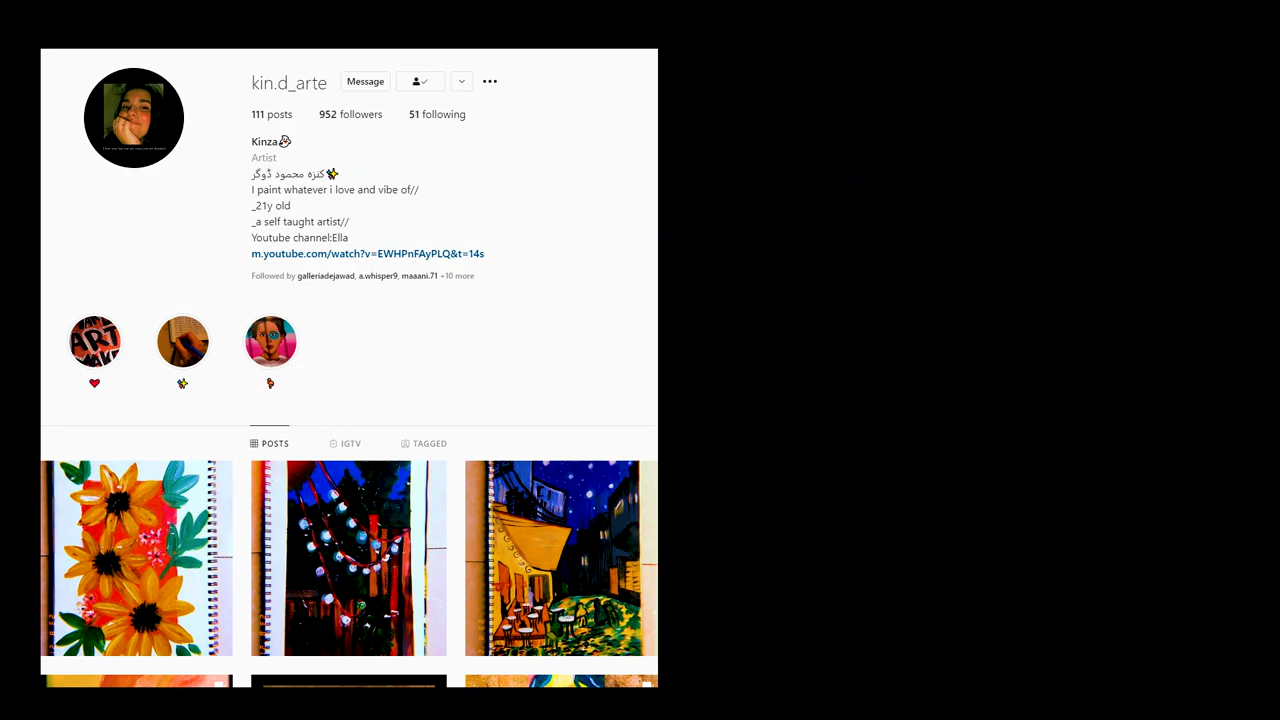 kin.d_arte Message
111 posts 952 followers 51 following
Kinza
Artist
کنزہ محمود ڈوگر
I paint whatever i love and vibe of//
_21y old
_a self taught artist//
Youtube channel:Ella
m.youtube.com/watch?v=EWHPnFAyPLQ&t=14s
Followed by galleriadejawad, a.whisper9, maaani.71 +10 more
ART
POSTS IGTV TAGGED